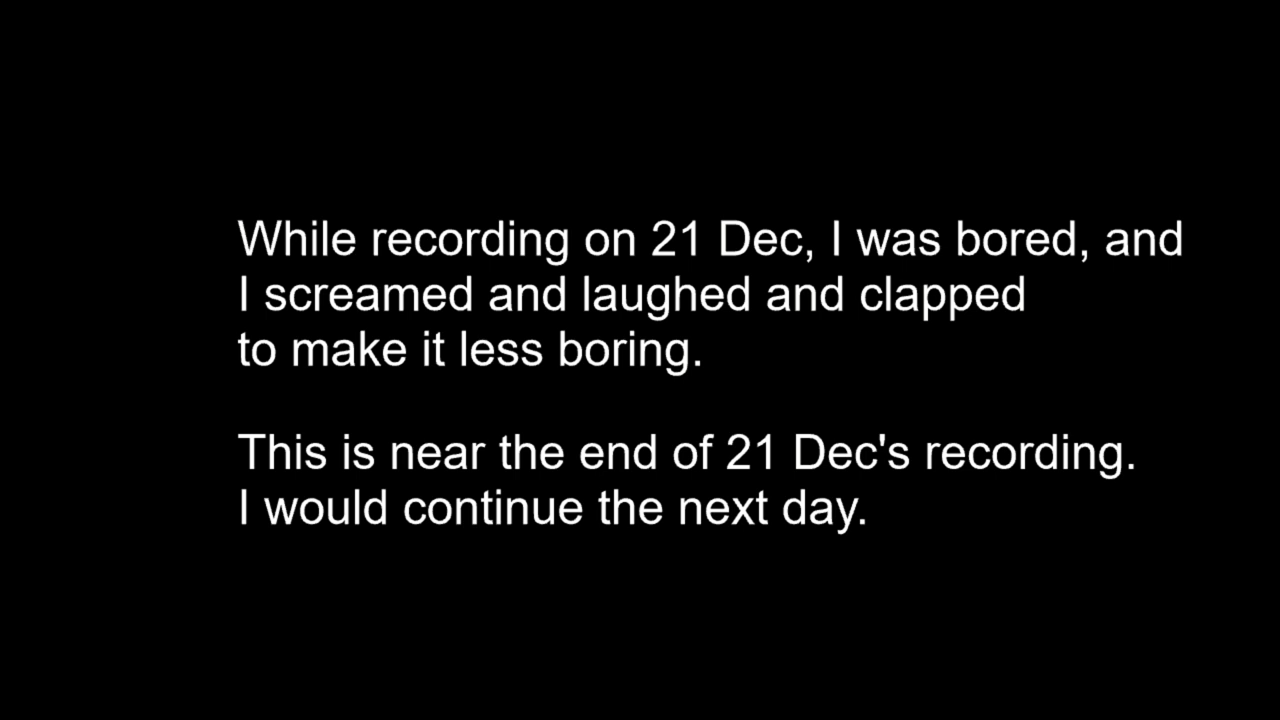 While recording on 21 Dec, I was bored, and
I screamed and laughed and clapped
to make it less boring.
This is near the end of 21 Dec's recording.
I would continue the next day.